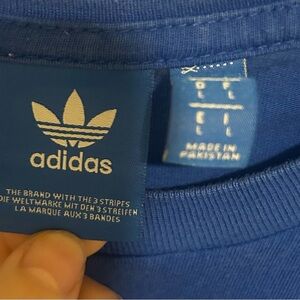 adidas
THE BRAND WITH THE 3 STRIPES
DIE WELTMARKE MIT DEN 3 STREIFEN
LA MARQUE AUX 3 BANDES
D F
L L
E I
L L
MADE IN
PAKISTAN